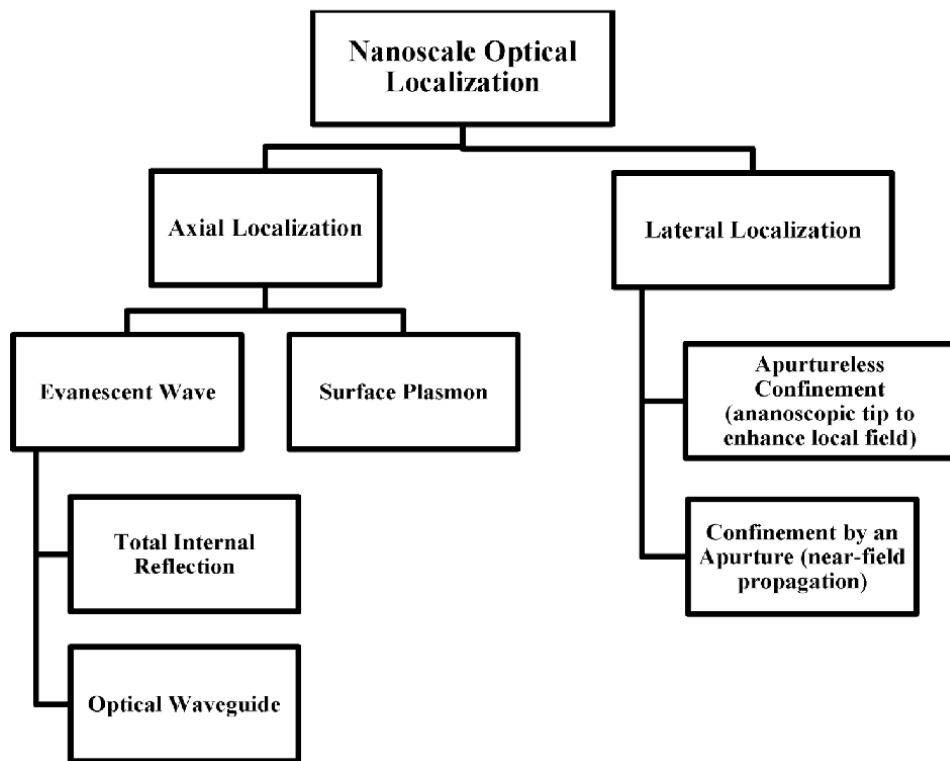 Nanoscale Optical
Localization
Axial Localization
Lateral Localization
Evanescent Wave
Surface Plasmon
Apurtureless
Confinement
(ananoscopic tip to
enhance local field)
Total Internal
Reflection
Confinement by an
Apurture (near-field
propagation)
Optical Waveguide